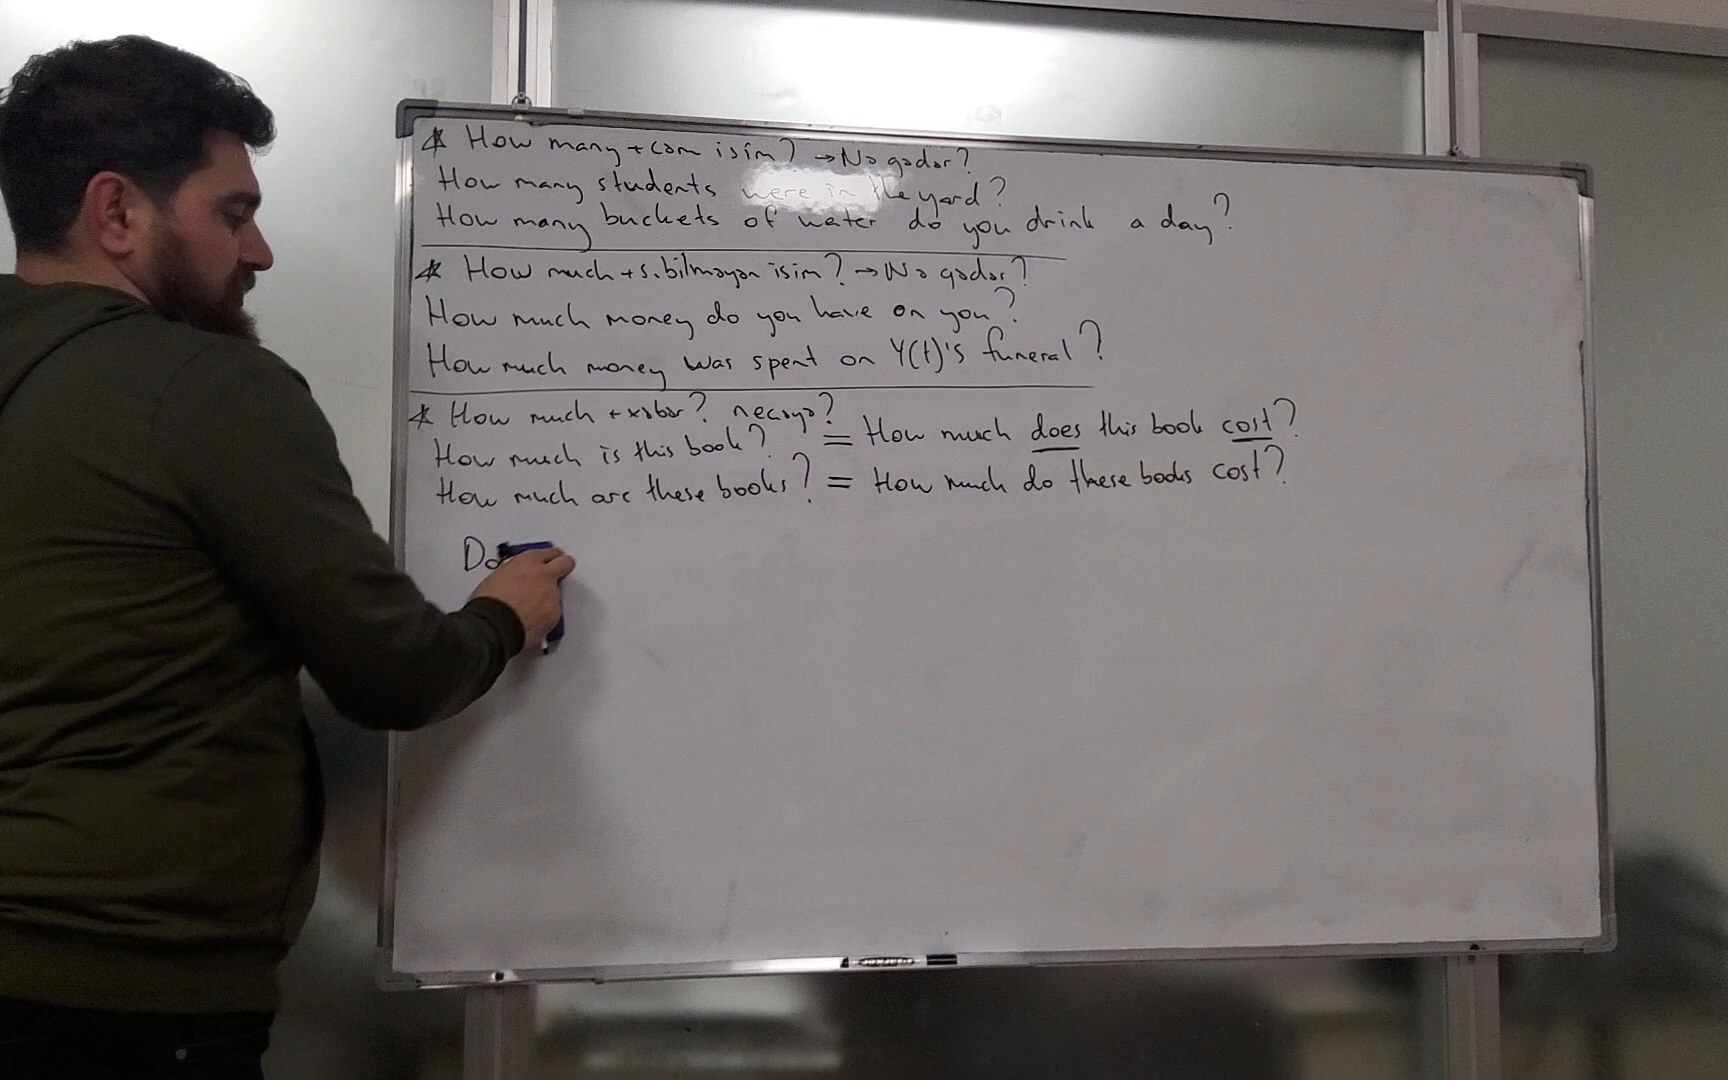 * How many + cəm isim? → Nə qədər?
How many students were in the yard?
How many buckets of water do you drink a day?
* How much + s. bilməyən isim? → Nə qədər?
How much money do you have on you?
How much money was spent on Y(t)'s funeral?
* How much + xəbər? neçəyə?
How much is this book? = How much does this book cost?
How much are these books? = How much do these books cost?
Do